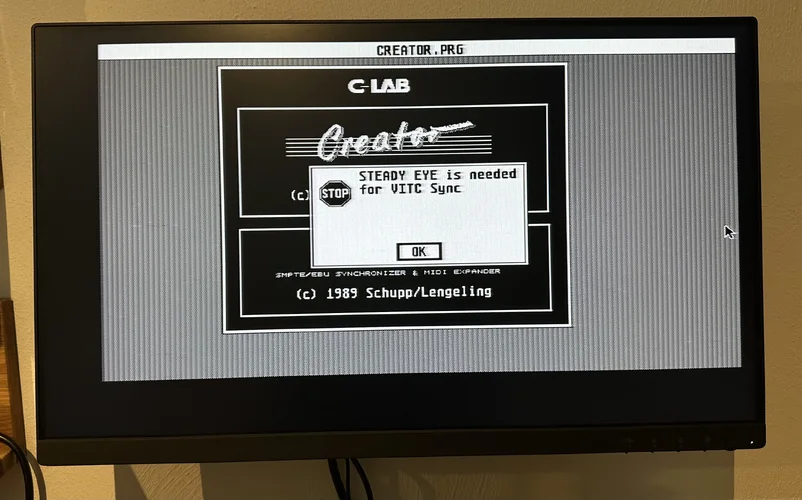 CREATOR.PRG
C-LAB
Creator
(c)
STOP
STEADY EYE is needed
for VITC Sync
OK
SMPTE/EBU SYNCHRONIZER & MIDI EXPANDER
(c) 1989 Schupp/Lengeling